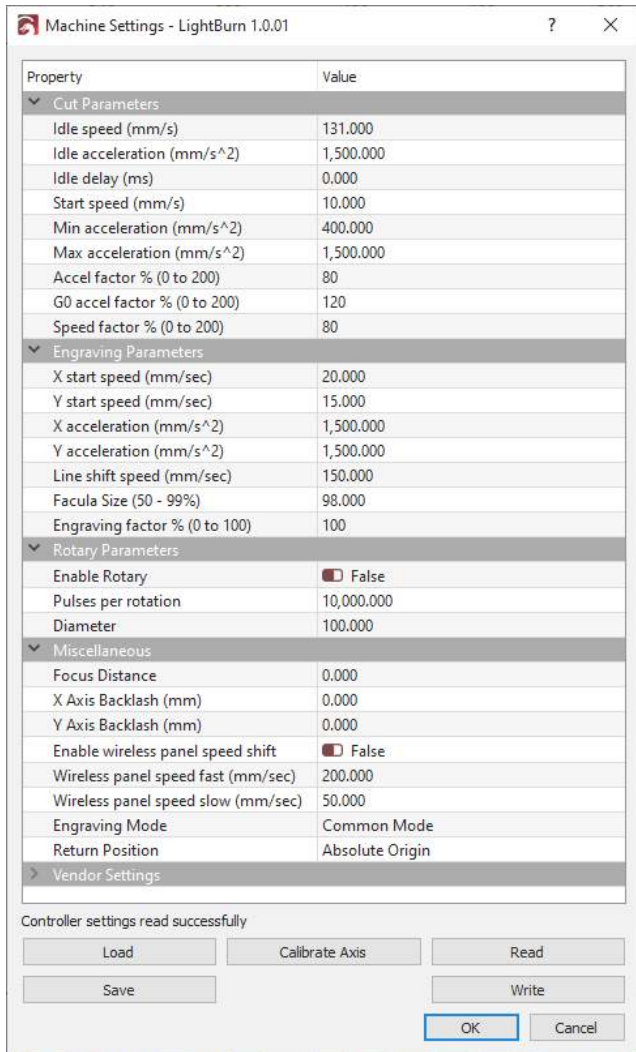 Machine Settings - LightBurn 1.0.01 ?
Property Value
Cut Parameters
Idle speed (mm/s) 131.000
Idle acceleration (mm/s^2) 1,500.000
Idle delay (ms) 0.000
Start speed (mm/s) 10.000
Min acceleration (mm/s^2) 400.000
Max acceleration (mm/s^2) 1,500.000
Accel factor % (0 to 200) 80
G0 accel factor % (0 to 200) 120
Speed factor % (0 to 200) 80
Engraving Parameters
X start speed (mm/sec) 20.000
Y start speed (mm/sec) 15.000
X acceleration (mm/s^2) 1,500.000
Y acceleration (mm/s^2) 1,500.000
Line shift speed (mm/sec) 150.000
Facula Size (50 - 99%) 98.000
Engraving factor % (0 to 100) 100
Rotary Parameters
Enable Rotary False
Pulses per rotation 10,000.000
Diameter 100.000
Miscellaneous
Focus Distance 0.000
X Axis Backlash (mm) 0.000
Y Axis Backlash (mm) 0.000
Enable wireless panel speed shift False
Wireless panel speed fast (mm/sec) 200.000
Wireless panel speed slow (mm/sec) 50.000
Engraving Mode Common Mode
Return Position Absolute Origin
Vendor Settings
Controller settings read successfully
Load Calibrate Axis Read
Save Write
OK Cancel